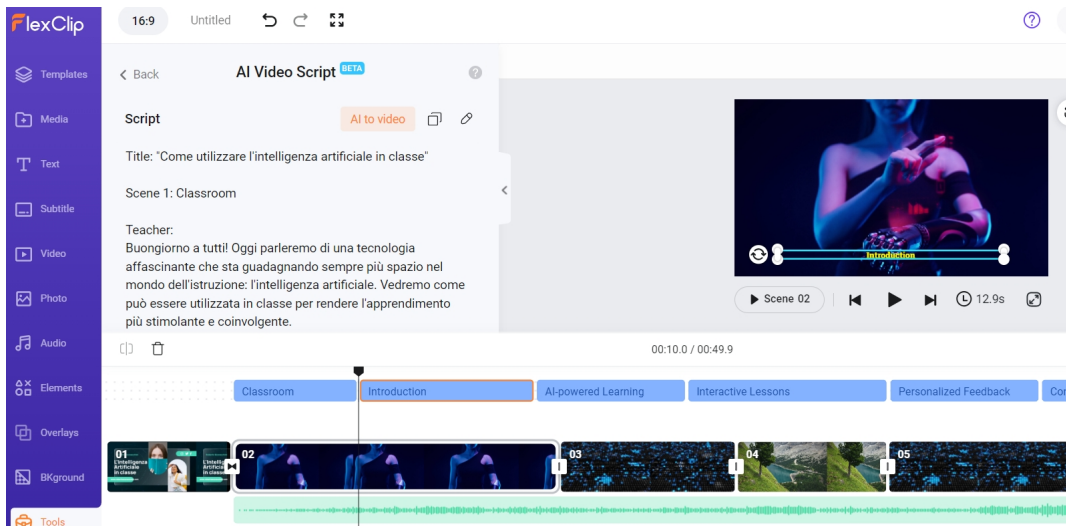 FlexClip
16:9
Untitled
Templates
Media
Text
Subtitle
Video
Photo
Audio
Elements
Overlays
BKground
Tools
Back
AI Video Script BETA
Script
AI to video
Title: "Come utilizzare l'intelligenza artificiale in classe"
Scene 1: Classroom
Teacher:
Buongiorno a tutti! Oggi parleremo di una tecnologia
affascinante che sta guadagnando sempre più spazio nel
mondo dell'istruzione: l'intelligenza artificiale. Vedremo come
può essere utilizzata in classe per rendere l'apprendimento
più stimolante e coinvolgente.
Introduction
Scene 02
12.9s
00:10.0 / 00:49.9
Classroom
Introduction
AI-powered Learning
Interactive Lessons
Personalized Feedback
01
L'intelligenza
Artificiale
in classe
02
03
04
05